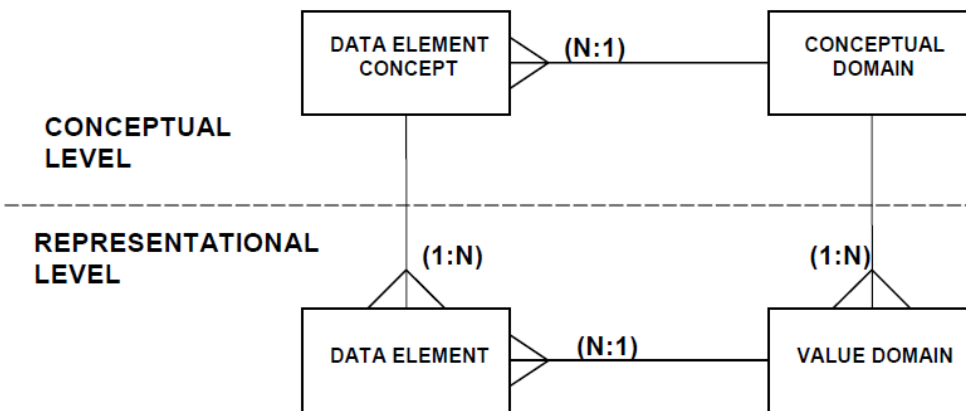 DATA ELEMENT
CONCEPT
(N:1)
CONCEPTUAL
DOMAIN
CONCEPTUAL
LEVEL
REPRESENTATIONAL
LEVEL
(1:N)
(1:N)
DATA ELEMENT
(N:1)
VALUE DOMAIN